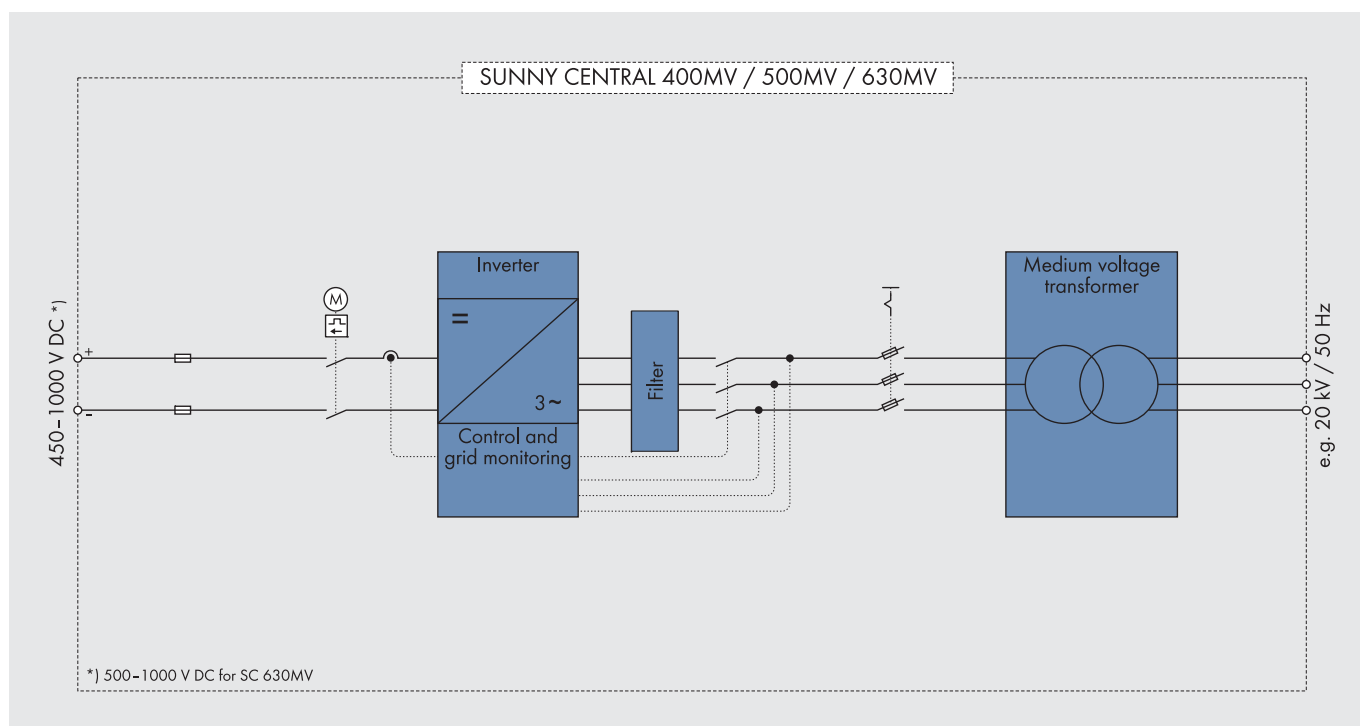 SUNNY CENTRAL 400MV / 500MV / 630MV
450–1000 V DC *)
+
-
M
Inverter
=
3~
Control and
grid monitoring
Filter
Medium voltage
transformer
e.g. 20 kV / 50 Hz
*) 500–1000 V DC for SC 630MV